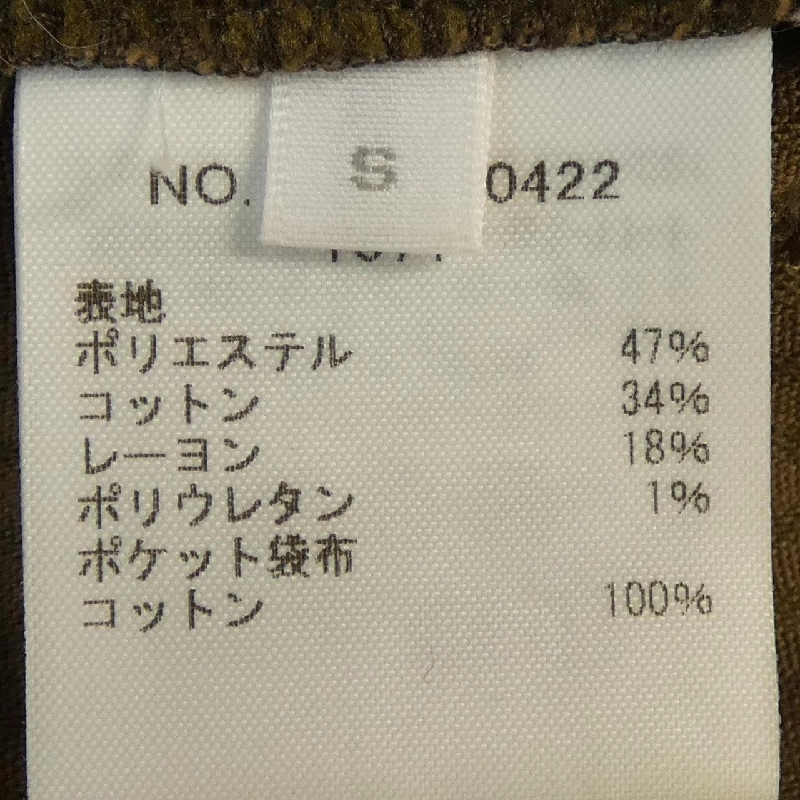 S
NO. 0422
表地
ポリエステル 47%
コットン 34%
レーヨン 18%
ポリウレタン 1%
ポケット袋布
コットン 100%